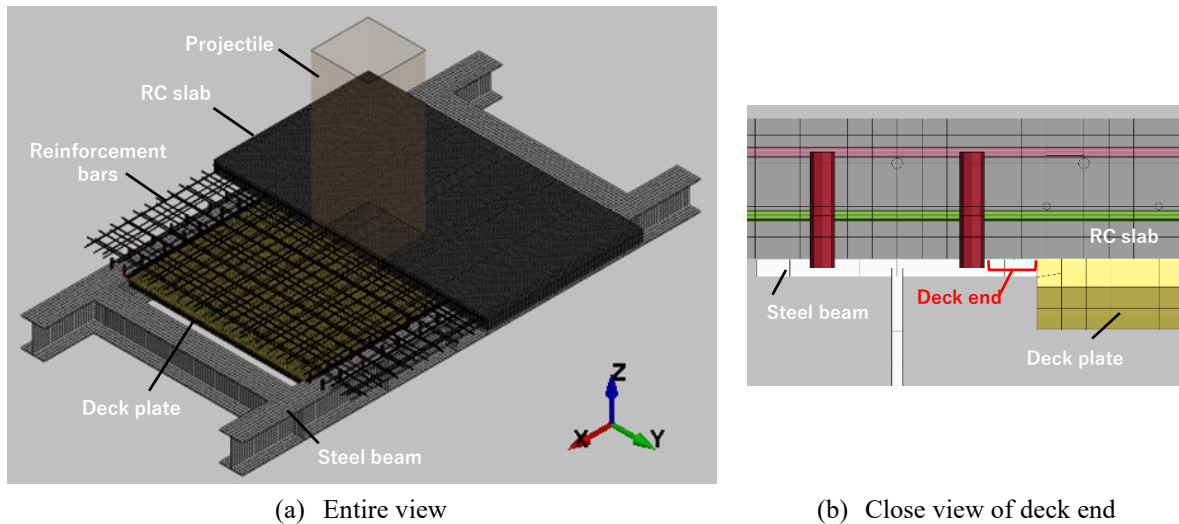 Projectile
RC slab
Reinforcement
bars
Deck plate
Steel beam
Z
X
Y
RC slab
Deck end
Steel beam
Deck plate
(a) Entire view
(b) Close view of deck end